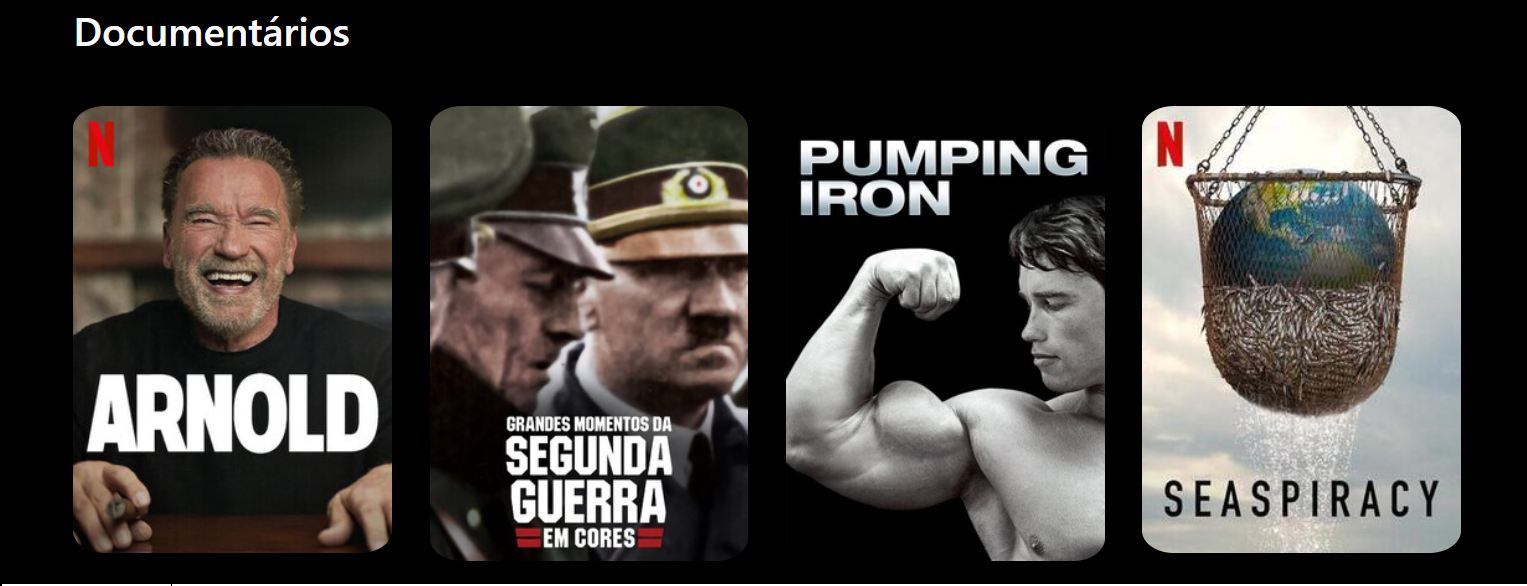 Documentários
N
ARNOLD
GRANDES MOMENTOS DA
SEGUNDA
GUERRA
EM CORES
PUMPING
IRON
N
SEASPIRACY